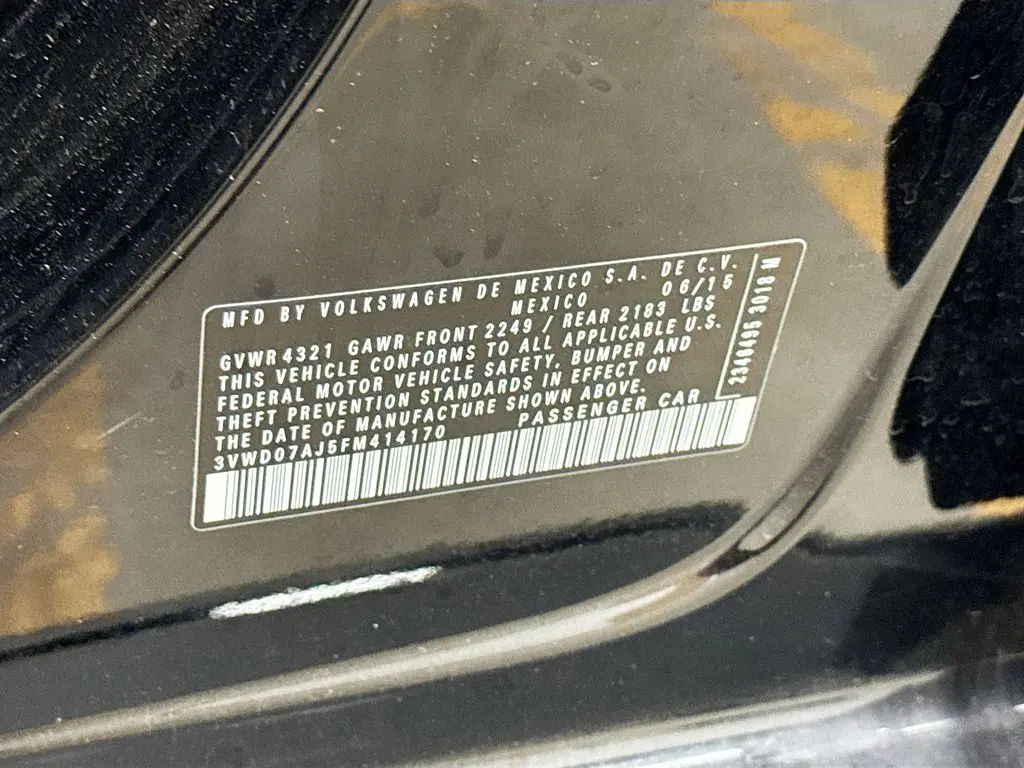 MFD BY VOLKSWAGEN DE MEXICO S.A. DE C.V.
MEXICO 06/15
GVWR 4321 GAWR FRONT 2249 / REAR 2183 LBS
THIS VEHICLE CONFORMS TO ALL APPLICABLE U.S.
FEDERAL MOTOR VEHICLE SAFETY, BUMPER AND
THEFT PREVENTION STANDARDS IN EFFECT ON
THE DATE OF MANUFACTURE SHOWN ABOVE.
3VWD07AJ5FM414170 PASSENGER CAR
2340495 3018 M